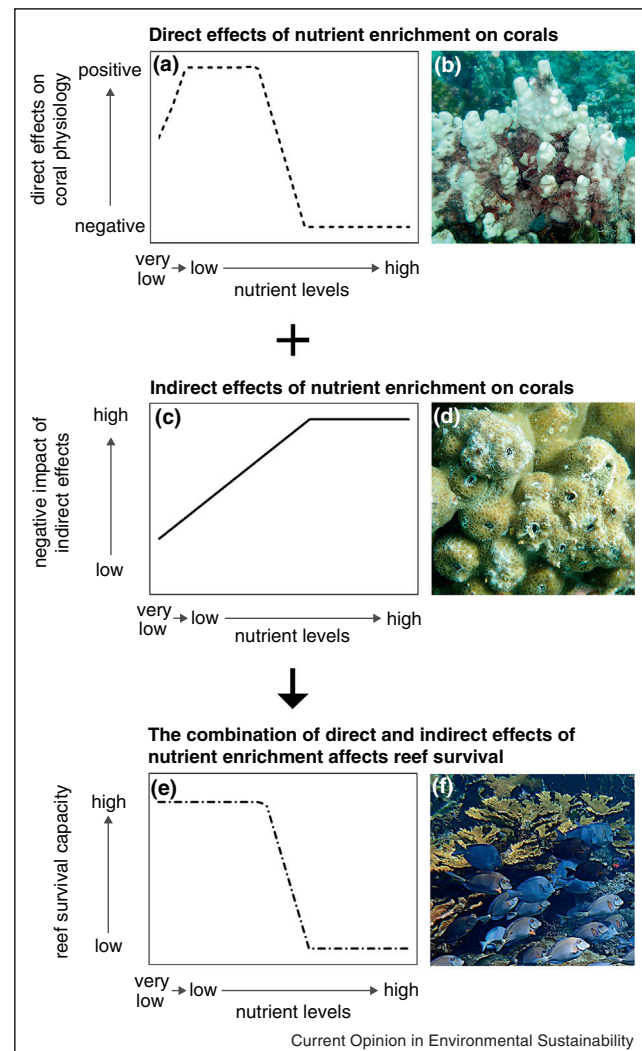 Direct effects of nutrient enrichment on corals
(a)
(b)
direct effects on
coral physiology
positive
negative
very
low
low
high
nutrient levels
+
Indirect effects of nutrient enrichment on corals
(c)
(d)
negative impact of
indirect effects
high
low
very
low
low
high
nutrient levels
The combination of direct and indirect effects of
nutrient enrichment affects reef survival
(e)
(f)
reef survival capacity
high
low
very
low
low
high
nutrient levels
Current Opinion in Environmental Sustainability